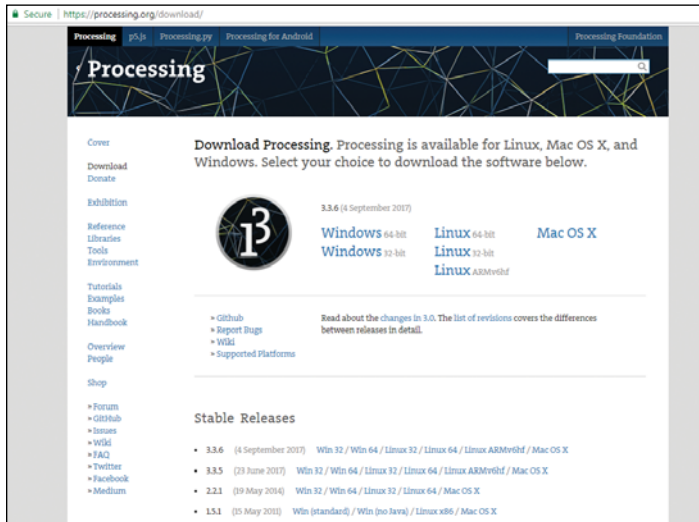 Secure | https://processing.org/download/
Processing p5.js Processing.py Processing for Android Processing Foundation
Processing
Cover
Download
Donate
Exhibition
Reference
Libraries
Tools
Environment
Tutorials
Examples
Books
Handbook
Overview
People
Shop
» Forum
» GitHub
» Issues
» Wiki
» FAQ
» Twitter
» Facebook
» Medium
Download Processing. Processing is available for Linux, Mac OS X, and
Windows. Select your choice to download the software below.
3
3.3.6 (4 September 2017)
Windows 64-bit Linux 64-bit Mac OS X
Windows 32-bit Linux 32-bit
Linux ARMv6hf
» Github
» Report Bugs
» Wiki
» Supported Platforms
Read about the changes in 3.0. The list of revisions covers the differences
between releases in detail.
Stable Releases
• 3.3.6 (4 September 2017) Win 32 / Win 64 / Linux 32 / Linux 64 / Linux ARMv6hf / Mac OS X
• 3.3.5 (23 June 2017) Win 32 / Win 64 / Linux 32 / Linux 64 / Linux ARMv6hf / Mac OS X
• 2.2.1 (19 May 2014) Win 32 / Win 64 / Linux 32 / Linux 64 / Mac OS X
• 1.5.1 (15 May 2011) Win (standard) / Win (no Java) / Linux x86 / Mac OS X